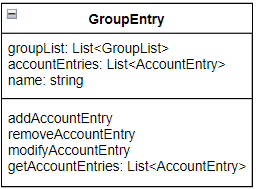 GroupEntry
groupList: List<GroupList>
accountEntries: List<AccountEntry>
name: string
addAccountEntry
removeAccountEntry
modifyAccountEntry
getAccountEntries: List<AccountEntry>